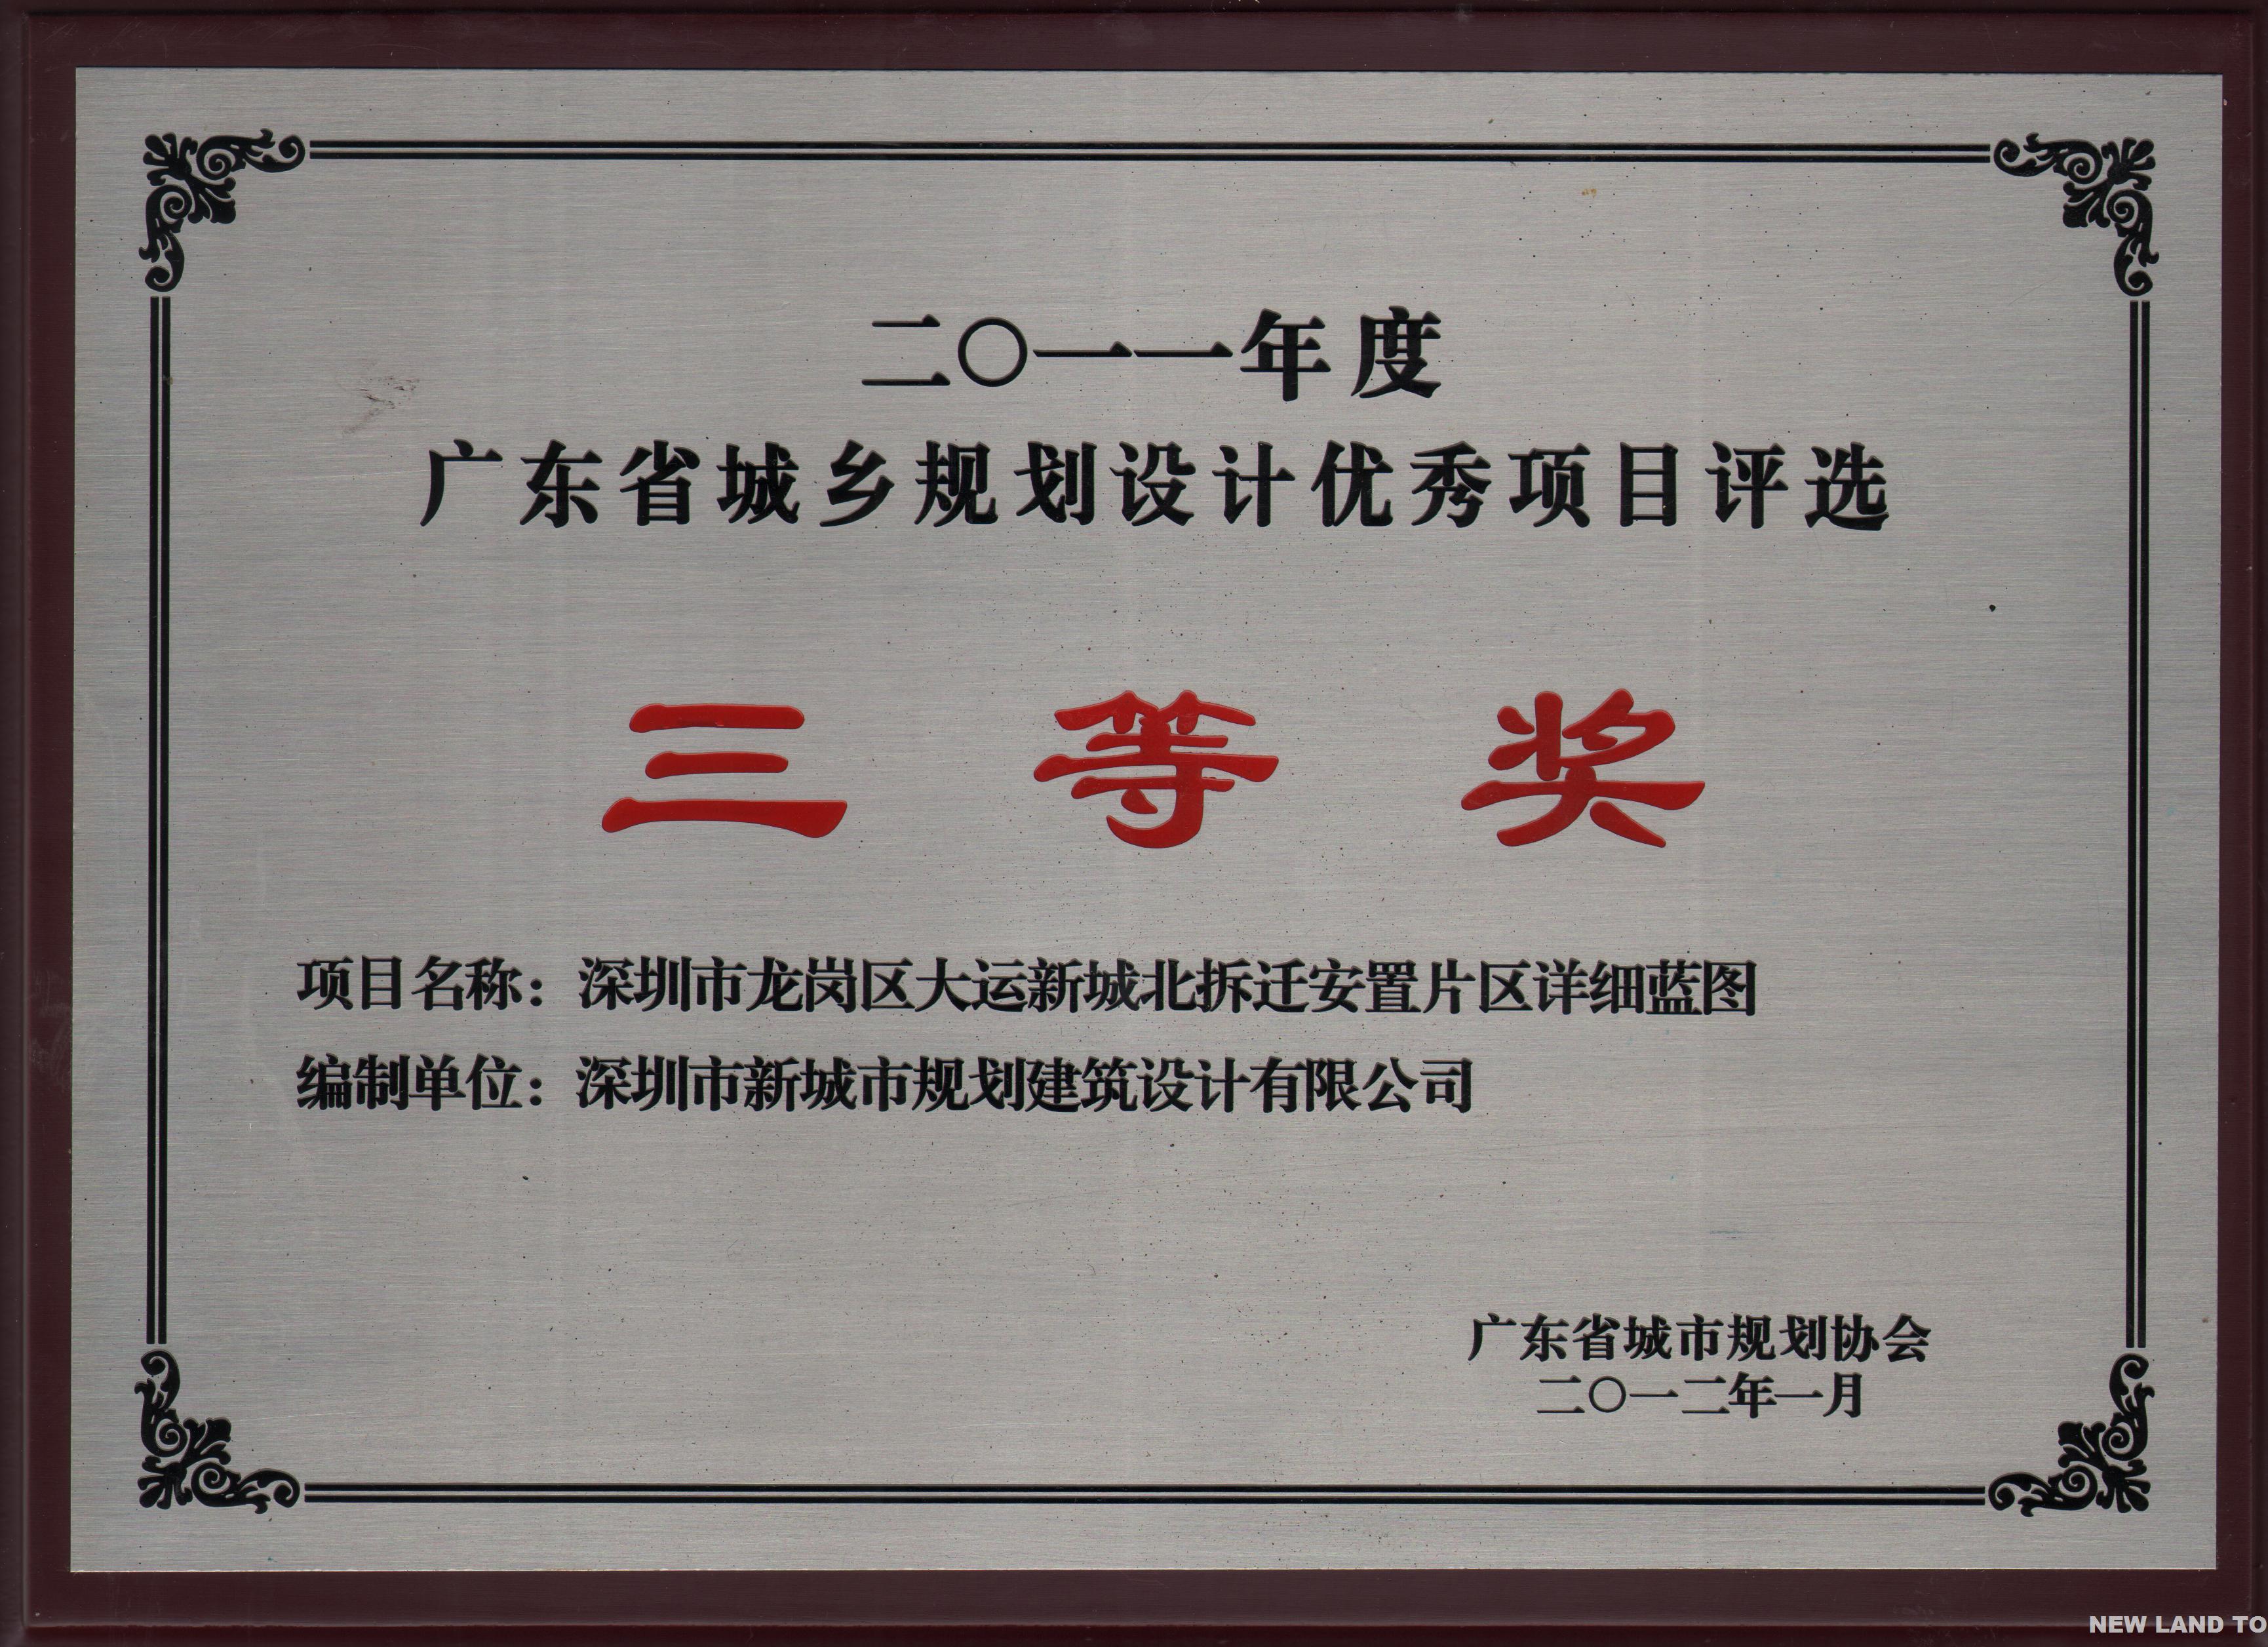 二〇一一年度
广东省城乡规划设计优秀项目评选
三等奖
项目名称：深圳市龙岗区大运新城北拆迁安置片区详细蓝图
编制单位：深圳市新城市规划建筑设计有限公司
广东省城市规划协会
二〇一二年一月
NEW LAND TO